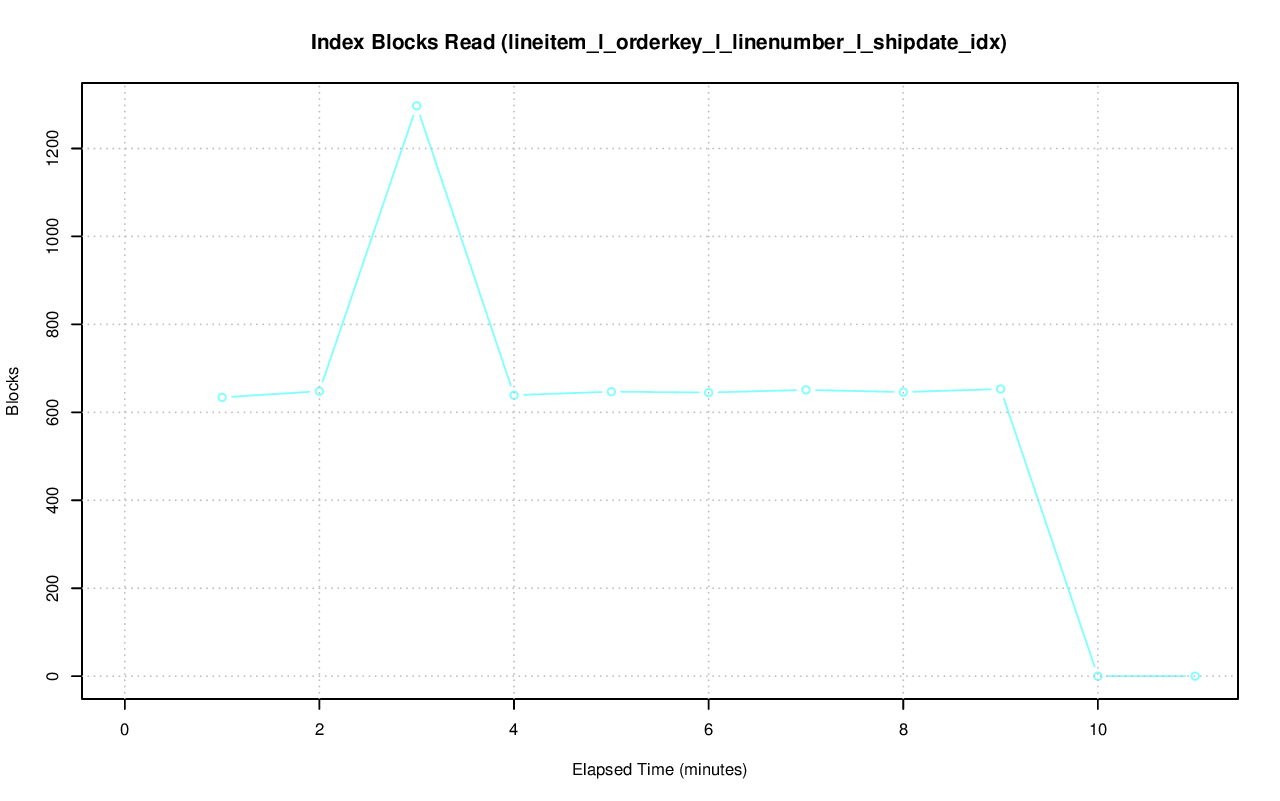 Index Blocks Read (lineitem_l_orderkey_l_linenumber_l_shipdate_idx)
Blocks
1200
1000
800
600
400
200
0
0 2 4 6 8 10
Elapsed Time (minutes)